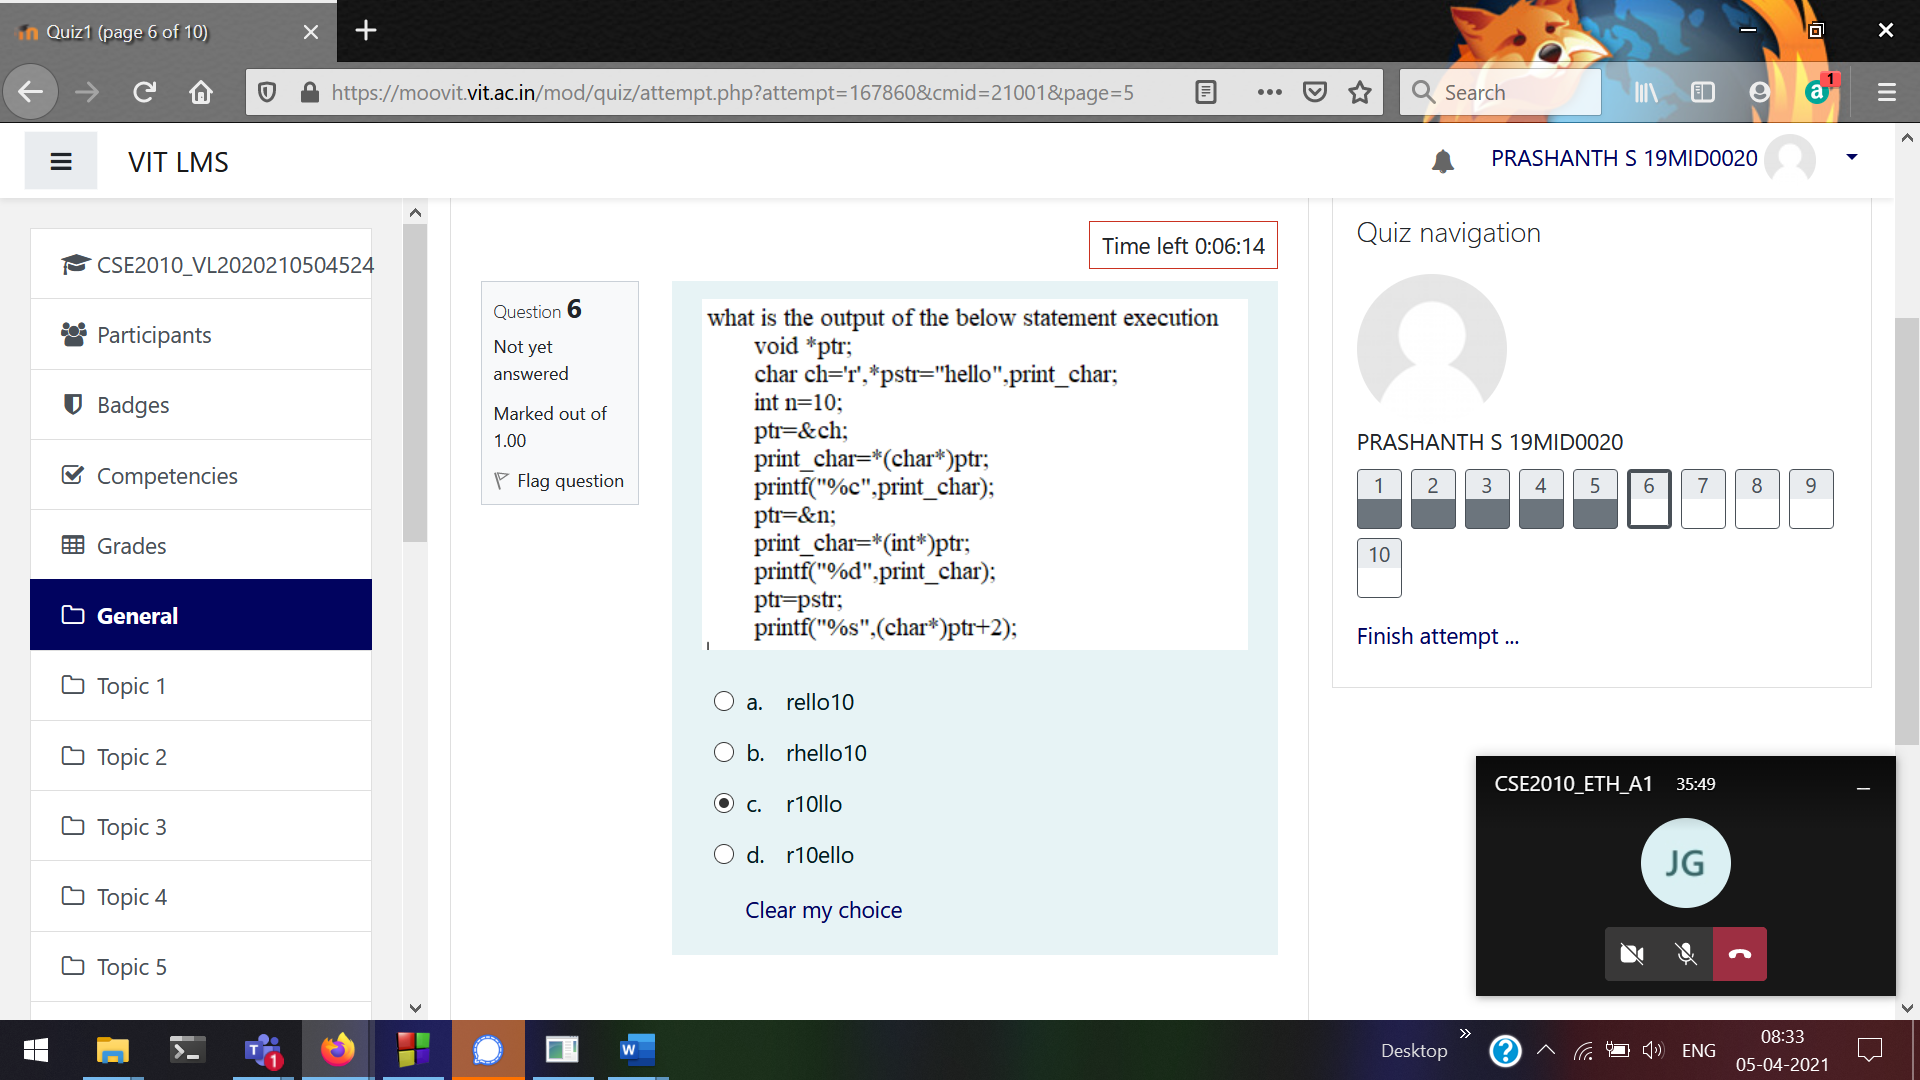 Quiz1 (page 6 of 10)
https://moovit.vit.ac.in/mod/quiz/attempt.php?attempt=167860&cmid=21001&page=5
Search
1
VIT LMS
PRASHANTH S 19MID0020
CSE2010_VL2020210504524
Participants
Badges
Competencies
Grades
General
Topic 1
Topic 2
Topic 3
Topic 4
Topic 5
Time left 0:06:14
Question 6
Not yet
answered
Marked out of
1.00
Flag question
what is the output of the below statement execution
void *ptr;
char ch='r',*pstr="hello",print_char;
int n=10;
ptr=&ch;
print_char=*(char*)ptr;
printf("%c",print_char);
ptr=&n;
print_char=*(int*)ptr;
printf("%d",print_char);
ptr=pstr;
printf("%s",(char*)ptr+2);
a. rello10
b. rhello10
c. r10llo
d. r10ello
Clear my choice
Quiz navigation
PRASHANTH S 19MID0020
1 2 3 4 5 6 7 8 9
10
Finish attempt ...
CSE2010_ETH_A1 35:49
JG
Desktop
ENG
08:33
05-04-2021